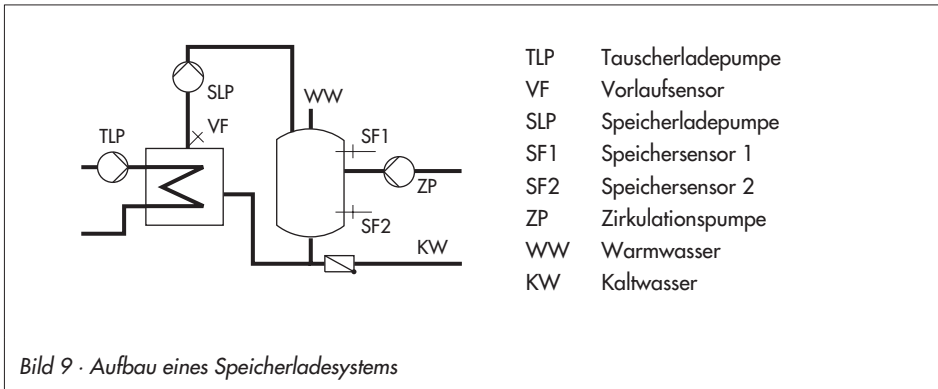 SLP
VF
TLP
WW
SF1
ZP
SF2
KW
TLP Tauscherladepumpe
VF Vorlaufsensor
SLP Speicherladepumpe
SF1 Speichersensor 1
SF2 Speichersensor 2
ZP Zirkulationspumpe
WW Warmwasser
KW Kaltwasser
Bild 9 · Aufbau eines Speicherladesystems